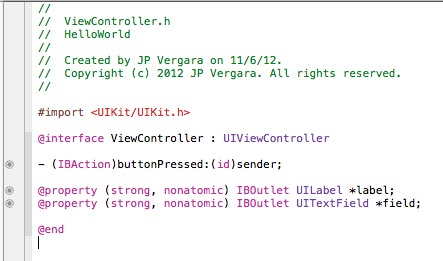 //
//  ViewController.h
//  HelloWorld
//
//  Created by JP Vergara on 11/6/12.
//  Copyright (c) 2012 JP Vergara. All rights reserved.
//
#import <UIKit/UIKit.h>
@interface ViewController : UIViewController
- (IBAction)buttonPressed:(id)sender;
@property (strong, nonatomic) IBOutlet UILabel *label;
@property (strong, nonatomic) IBOutlet UITextField *field;
@end